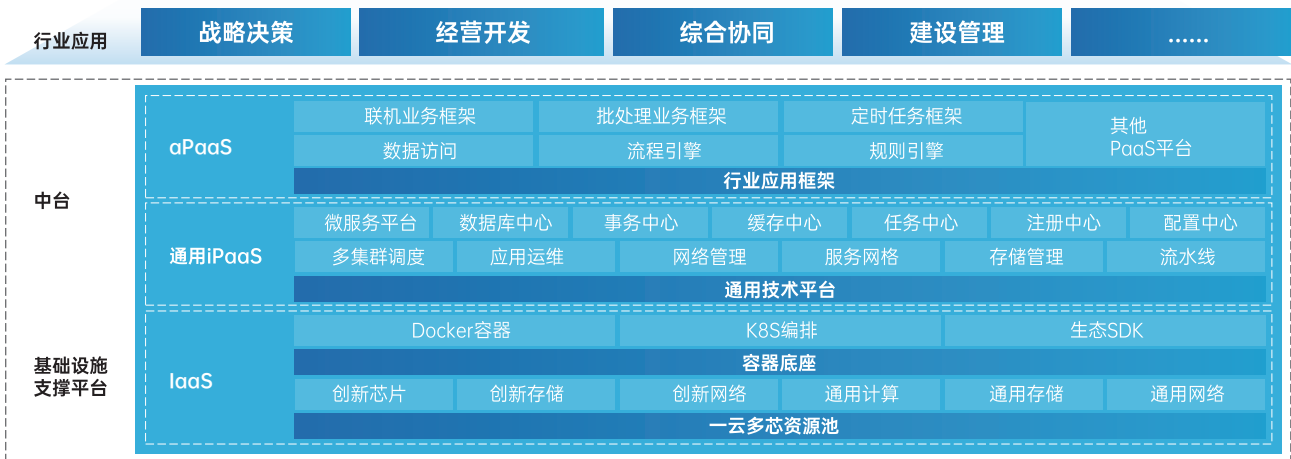 行业应用
战略决策
经营开发
综合协同
建设管理
......
中台
aPaaS
联机业务框架
批处理业务框架
定时任务框架
其他
PaaS平台
数据访问
流程引擎
规则引擎
行业应用框架
通用iPaaS
微服务平台
数据库中心
事务中心
缓存中心
任务中心
注册中心
配置中心
多集群调度
应用运维
网络管理
服务网格
存储管理
流水线
通用技术平台
基础设施
支撑平台
IaaS
Docker容器
K8S编排
生态SDK
容器底座
创新芯片
创新存储
创新网络
通用计算
通用存储
通用网络
一云多芯资源池